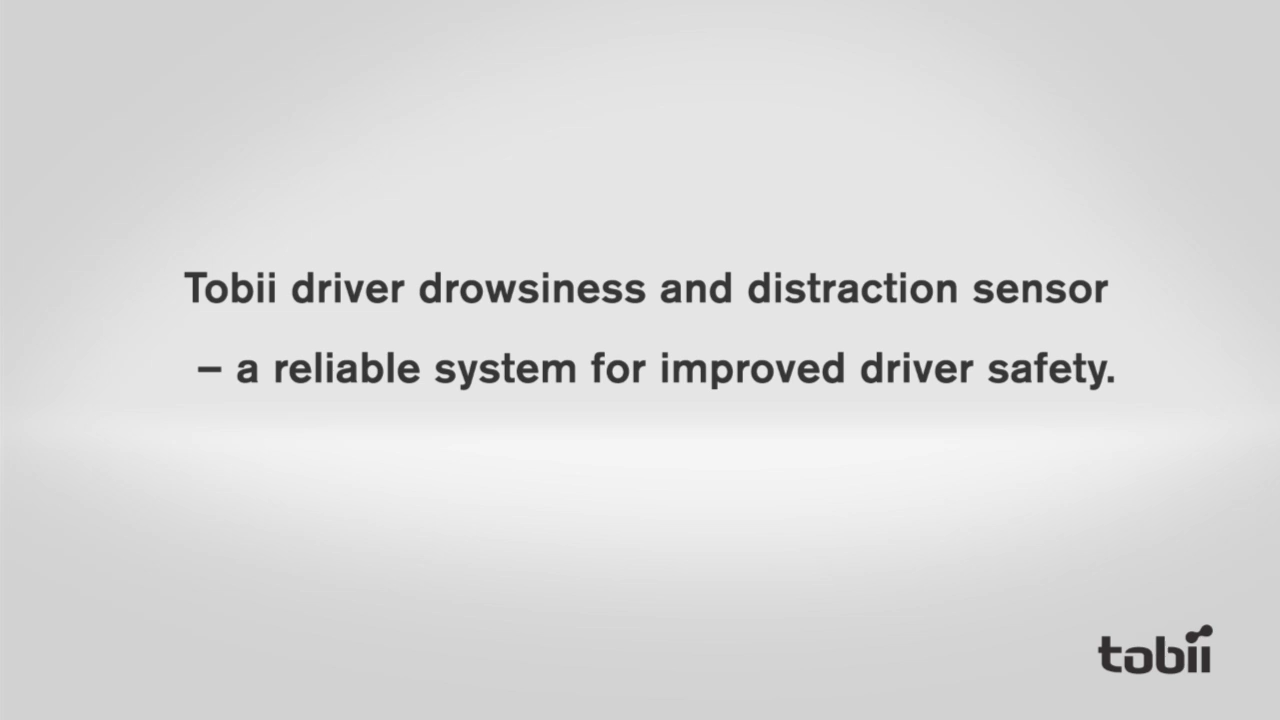 Tobii driver drowsiness and distraction sensor
– a reliable system for improved driver safety.
tobii